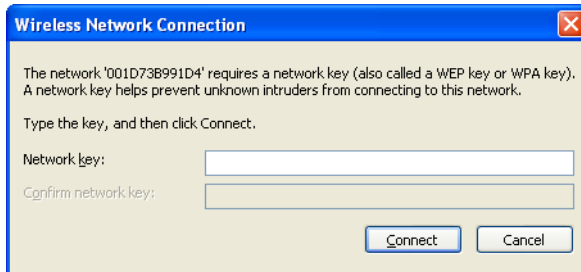 Wireless Network Connection
The network '001D73B991D4' requires a network key (also called a WEP key or WPA key).
A network key helps prevent unknown intruders from connecting to this network.
Type the key, and then click Connect.
Network key:
Confirm network key:
Connect Cancel